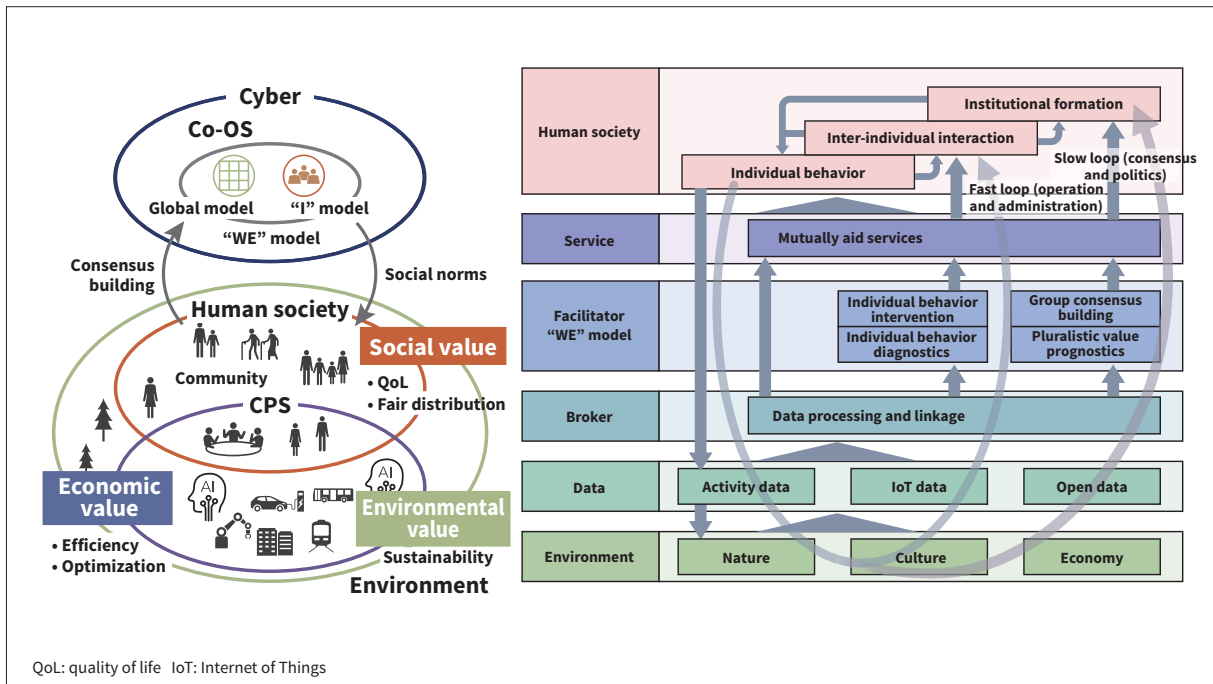 Cyber
Co-OS
Global model
“I” model
“WE” model
Consensus
building
Social norms
Human society
Social value
Community
• QoL
• Fair distribution
CPS
AI
AI
Economic
value
Environmental
value
• Efficiency
• Optimization
Sustainability
Environment
Human society
Institutional formation
Inter-individual interaction
Individual behavior
Slow loop (consensus
and politics)
Fast loop (operation
and administration)
Service
Mutually aid services
Facilitator
“WE” model
Individual behavior
intervention
Individual behavior
diagnostics
Group consensus
building
Pluralistic value
prognostics
Broker
Data processing and linkage
Data
Activity data
IoT data
Open data
Environment
Nature
Culture
Economy
QoL: quality of life IoT: Internet of Things